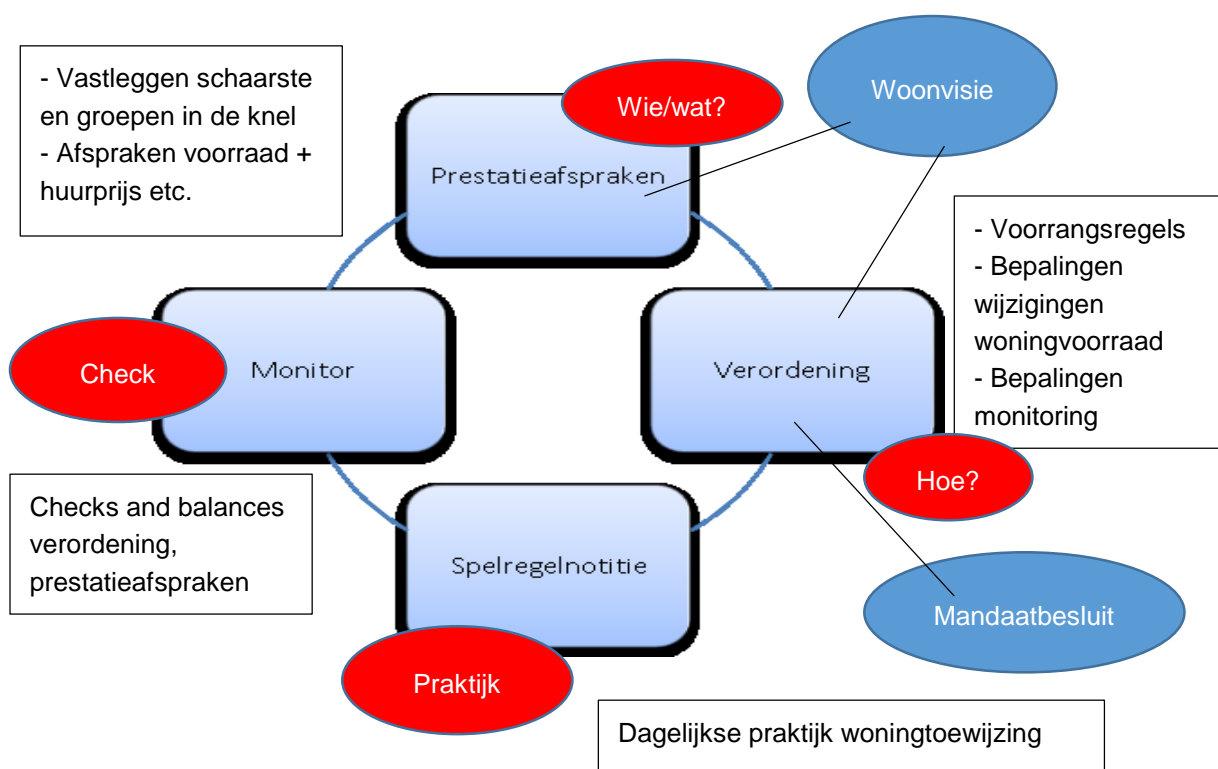 - Vastleggen schaarste
en groepen in de knel
- Afspraken voorraad +
huurprijs etc.
Wie/wat?
Woonvisie
Prestatieafspraken
- Voorrangsregels
- Bepalingen
wijzigingen
woningvoorraad
- Bepalingen
monitoring
Check
Monitor
Verordening
Hoe?
Checks and balances
verordening,
prestatieafspraken
Spelregelnotitie
Mandaatbesluit
Praktijk
Dagelijkse praktijk woningtoewijzing